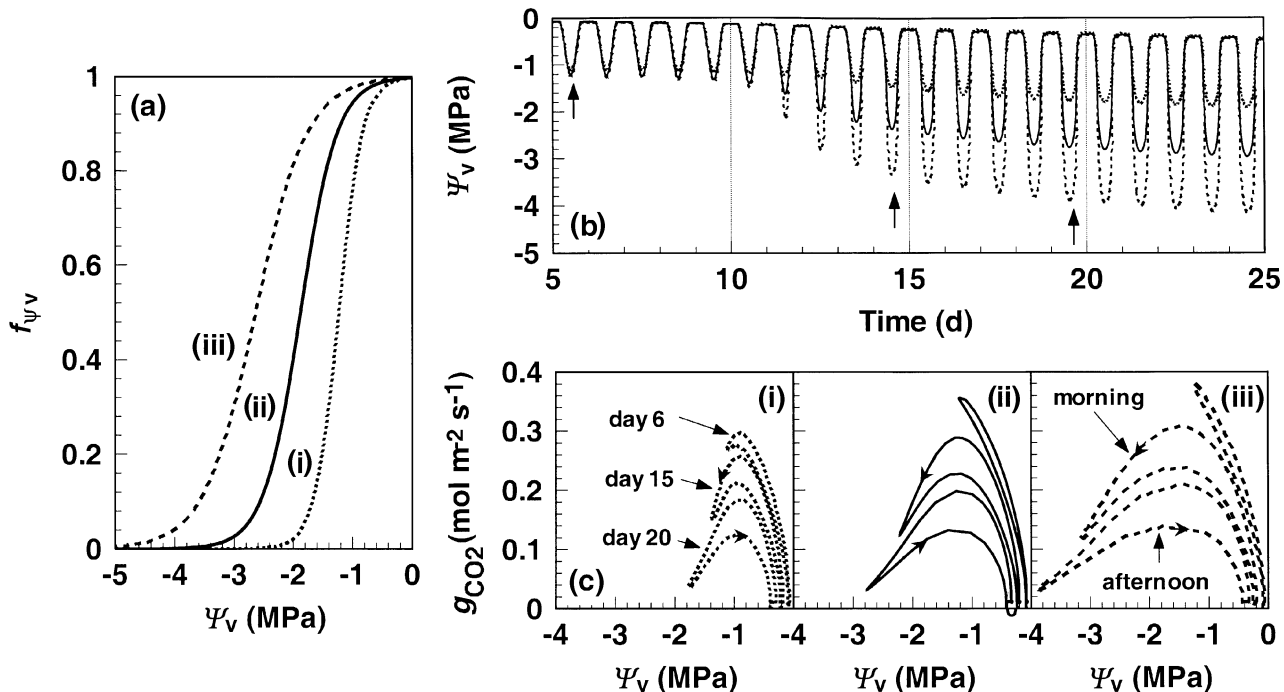 (a)
1
0.8
0.6
0.4
0.2
0
fψv
(iii)
(ii)
(i)
-5 -4 -3 -2 -1 0
Ψv (MPa)
0
-1
-2
-3
-4
-5
Ψv (MPa)
(b)
5 10 15 20 25
Time (d)
0.4
0.3
0.2
0.1
0
gCO2 (mol m-2 s-1)
(i)
day 6
day 15
day 20
(c)
(ii)
(iii)
morning
afternoon
-4 -3 -2 -1 -4 -3 -2 -1 -4 -3 -2 -1 0
Ψv (MPa) Ψv (MPa) Ψv (MPa)